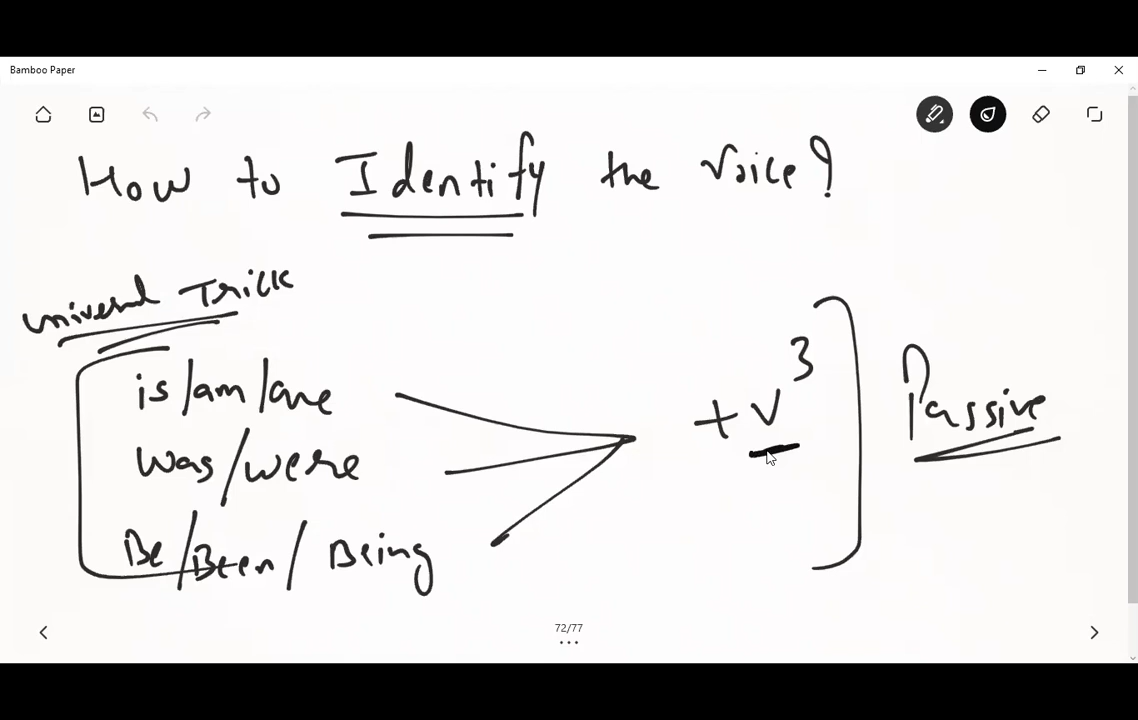 Bamboo Paper
How to Identify the Voice?
Universal Trick
is/am/are
was/were
+ V3
Passive
Be/Been/Being
72/77